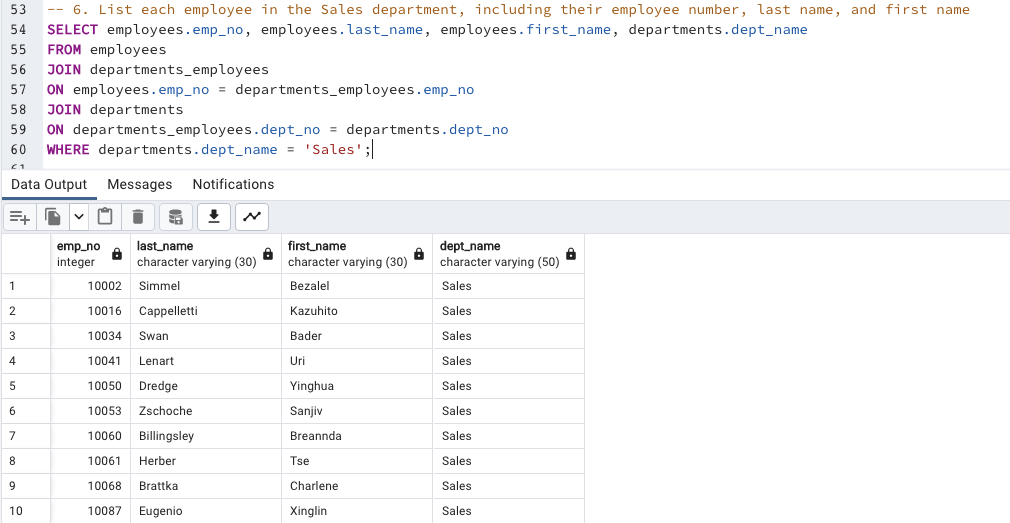 53 -- 6. List each employee in the Sales department, including their employee number, last name, and first name
54 SELECT employees.emp_no, employees.last_name, employees.first_name, departments.dept_name
55 FROM employees
56 JOIN departments_employees
57 ON employees.emp_no = departments_employees.emp_no
58 JOIN departments
59 ON departments_employees.dept_no = departments.dept_no
60 WHERE departments.dept_name = 'Sales';
61
Data Output Messages Notifications
emp_no last_name first_name dept_name
integer character varying (30) character varying (30) character varying (50)
1 10002 Simmel Bezalel Sales
2 10016 Cappelletti Kazuhito Sales
3 10034 Swan Bader Sales
4 10041 Lenart Uri Sales
5 10050 Dredge Yinghua Sales
6 10053 Zschoche Sanjiv Sales
7 10060 Billingsley Breannda Sales
8 10061 Herber Tse Sales
9 10068 Brattka Charlene Sales
10 10087 Eugenio Xinglin Sales